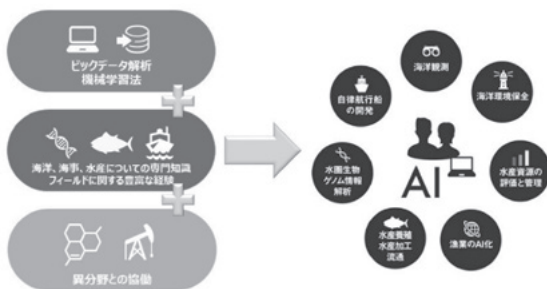 ビックデータ解析
機械学習法
海洋、海事、水産についての専門知識
フィールドに関する豊富な経験
異分野との協働
海洋観測
自律航行船
の開発
海洋環境保全
水圏生物
ゲノム情報
解析
AI
水産資源の
評価と管理
水産養殖
水産加工
流通
漁業のAI化